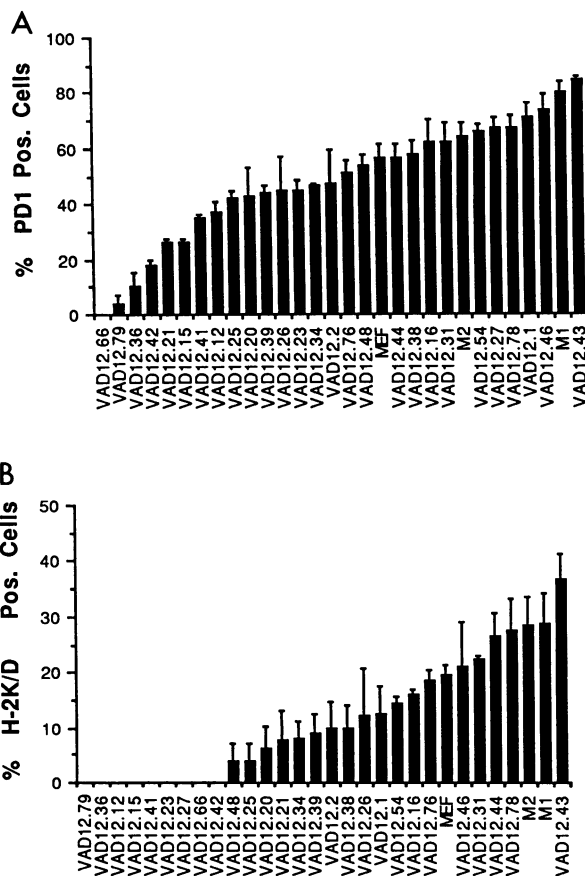 A
% PD1 Pos. Cells
100
80
60
40
20
0
VAD12.66
VAD12.79
VAD12.36
VAD12.42
VAD12.21
VAD12.15
VAD12.41
VAD12.12
VAD12.25
VAD12.20
VAD12.39
VAD12.26
VAD12.23
VAD12.34
VAD12.2
VAD12.76
VAD12.48
MEF
VAD12.44
VAD12.38
VAD12.16
VAD12.31
M2
VAD12.54
VAD12.27
VAD12.78
VAD12.1
VAD12.46
M1
VAD12.43
B
% H-2K/D Pos. Cells
50
40
30
20
10
0
VAD12.79
VAD12.36
VAD12.12
VAD12.15
VAD12.41
VAD12.23
VAD12.27
VAD12.66
VAD12.42
VAD12.48
VAD12.25
VAD12.20
VAD12.21
VAD12.34
VAD12.39
VAD12.2
VAD12.38
VAD12.26
VAD12.1
VAD12.54
VAD12.16
VAD12.76
MEF
VAD12.46
VAD12.31
VAD12.44
VAD12.78
M2
M1
VAD12.43